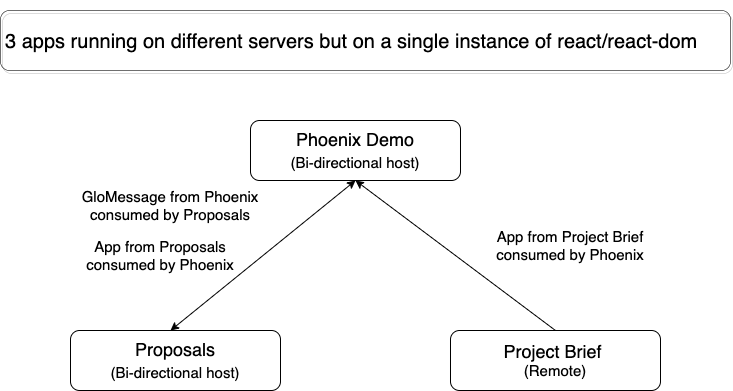 3 apps running on different servers but on a single instance of react/react-dom
Phoenix Demo
(Bi-directional host)
GloMessage from Phoenix
consumed by Proposals
App from Proposals
consumed by Phoenix
App from Project Brief
consumed by Phoenix
Proposals
(Bi-directional host)
Project Brief
(Remote)